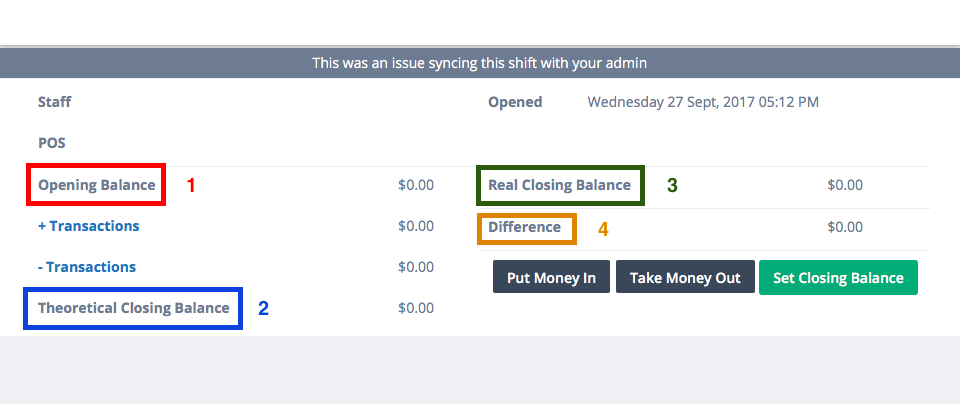 This was an issue syncing this shift with your admin
Staff
Opened Wednesday 27 Sept, 2017 05:12 PM
POS
Opening Balance 1 $0.00
Real Closing Balance 3 $0.00
+ Transactions $0.00
Difference 4 $0.00
- Transactions $0.00
Put Money In Take Money Out Set Closing Balance
Theoretical Closing Balance 2 $0.00